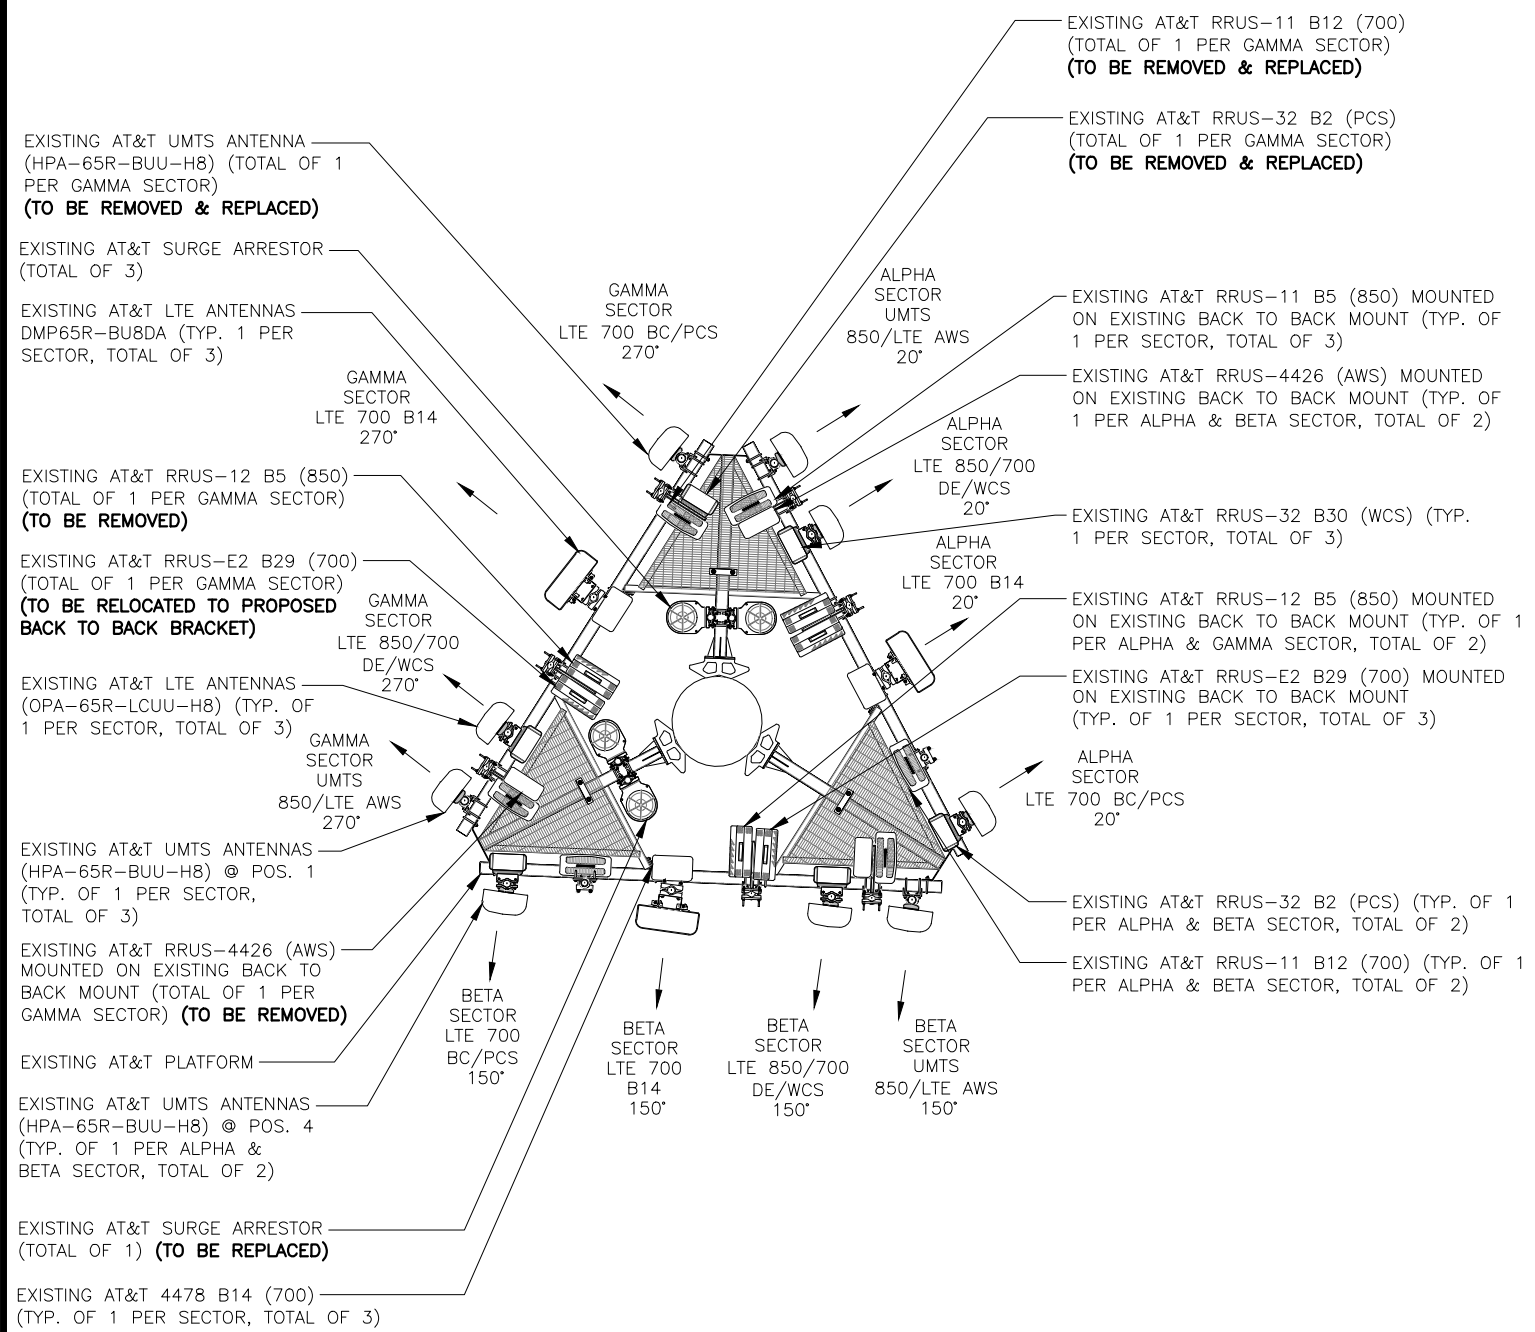 EXISTING AT&T UMTS ANTENNA
(HPA-65R-BUU-H8) (TOTAL OF 1
PER GAMMA SECTOR)
(TO BE REMOVED & REPLACED)
EXISTING AT&T SURGE ARRESTOR
(TOTAL OF 3)
EXISTING AT&T LTE ANTENNAS
DMP65R-BU8DA (TYP. 1 PER
SECTOR, TOTAL OF 3)
EXISTING AT&T RRUS-12 B5 (850)
(TOTAL OF 1 PER GAMMA SECTOR)
(TO BE REMOVED)
EXISTING AT&T RRUS-E2 B29 (700)
(TOTAL OF 1 PER GAMMA SECTOR)
(TO BE RELOCATED TO PROPOSED
BACK TO BACK BRACKET)
EXISTING AT&T LTE ANTENNAS
(OPA-65R-LCUU-H8) (TYP. OF
1 PER SECTOR, TOTAL OF 3)
EXISTING AT&T UMTS ANTENNAS
(HPA-65R-BUU-H8) @ POS. 1
(TYP. OF 1 PER SECTOR,
TOTAL OF 3)
EXISTING AT&T RRUS-4426 (AWS)
MOUNTED ON EXISTING BACK TO
BACK MOUNT (TOTAL OF 1 PER
GAMMA SECTOR) (TO BE REMOVED)
EXISTING AT&T PLATFORM
EXISTING AT&T UMTS ANTENNAS
(HPA-65R-BUU-H8) @ POS. 4
(TYP. OF 1 PER ALPHA &
BETA SECTOR, TOTAL OF 2)
EXISTING AT&T SURGE ARRESTOR
(TOTAL OF 1) (TO BE REPLACED)
EXISTING AT&T 4478 B14 (700)
(TYP. OF 1 PER SECTOR, TOTAL OF 3)
GAMMA
SECTOR
LTE 700 BC/PCS
270°
GAMMA
SECTOR
LTE 700 B14
270°
GAMMA
SECTOR
LTE 850/700
DE/WCS
270°
GAMMA
SECTOR
UMTS
850/LTE AWS
270°
ALPHA
SECTOR
UMTS
850/LTE AWS
20°
ALPHA
SECTOR
LTE 850/700
DE/WCS
20°
ALPHA
SECTOR
LTE 700 B14
20°
ALPHA
SECTOR
LTE 700 BC/PCS
20°
BETA
SECTOR
LTE 700
BC/PCS
150°
BETA
SECTOR
LTE 700
B14
150°
BETA
SECTOR
LTE 850/700
DE/WCS
150°
BETA
SECTOR
UMTS
850/LTE AWS
150°
EXISTING AT&T RRUS-11 B12 (700)
(TOTAL OF 1 PER GAMMA SECTOR)
(TO BE REMOVED & REPLACED)
EXISTING AT&T RRUS-32 B2 (PCS)
(TOTAL OF 1 PER GAMMA SECTOR)
(TO BE REMOVED & REPLACED)
EXISTING AT&T RRUS-11 B5 (850) MOUNTED
ON EXISTING BACK TO BACK MOUNT (TYP. OF
1 PER SECTOR, TOTAL OF 3)
EXISTING AT&T RRUS-4426 (AWS) MOUNTED
ON EXISTING BACK TO BACK MOUNT (TYP. OF
1 PER ALPHA & BETA SECTOR, TOTAL OF 2)
EXISTING AT&T RRUS-32 B30 (WCS) (TYP.
1 PER SECTOR, TOTAL OF 3)
EXISTING AT&T RRUS-12 B5 (850) MOUNTED
ON EXISTING BACK TO BACK MOUNT (TYP. OF 1
PER ALPHA & GAMMA SECTOR, TOTAL OF 2)
EXISTING AT&T RRUS-E2 B29 (700) MOUNTED
ON EXISTING BACK TO BACK MOUNT
(TYP. OF 1 PER SECTOR, TOTAL OF 3)
EXISTING AT&T RRUS-32 B2 (PCS) (TYP. OF 1
PER ALPHA & BETA SECTOR, TOTAL OF 2)
EXISTING AT&T RRUS-11 B12 (700) (TYP. OF 1
PER ALPHA & BETA SECTOR, TOTAL OF 2)